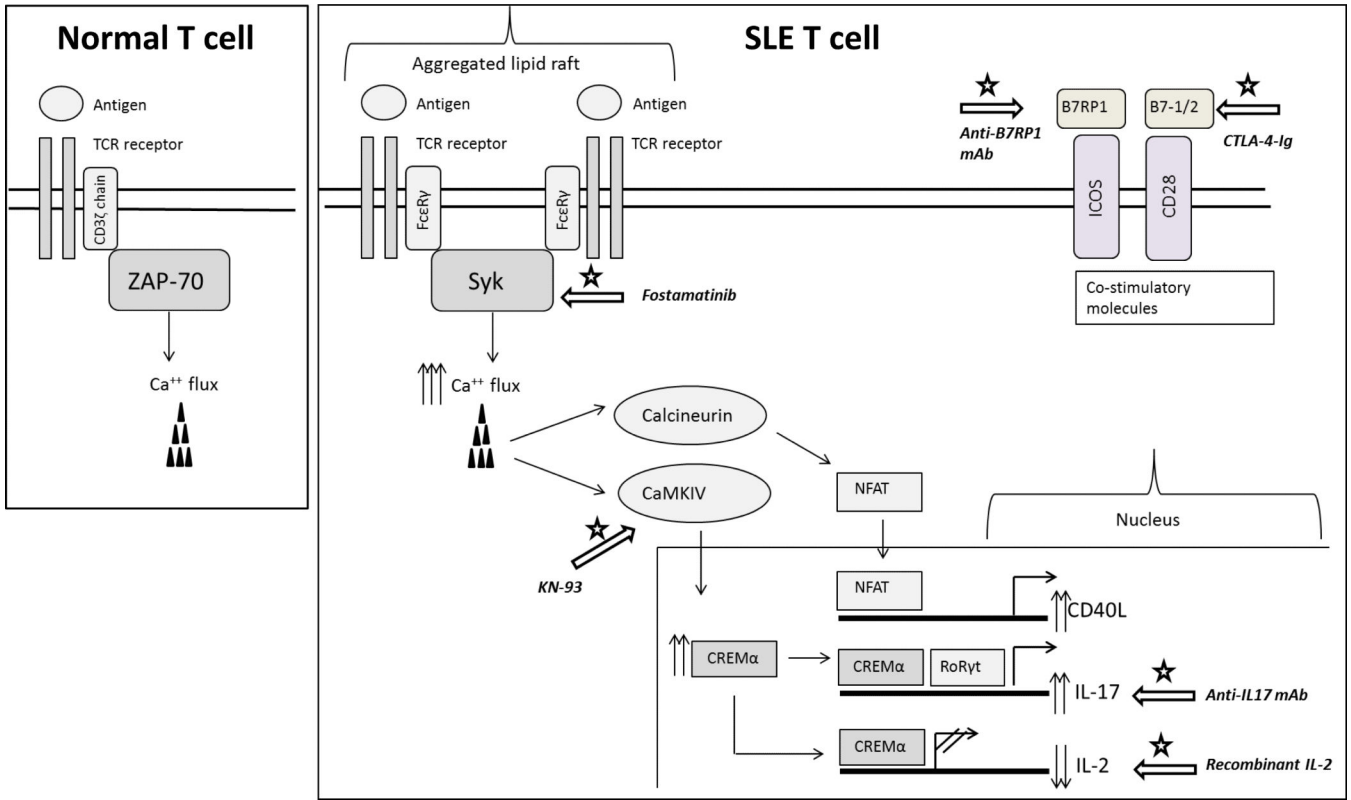 Normal T cell
Antigen
TCR receptor
CD3ζ chain
ZAP-70
Ca⁺⁺ flux
SLE T cell
Aggregated lipid raft
Antigen
Antigen
TCR receptor
TCR receptor
FcεRγ
FcεRγ
Syk
Fostamatinib
B7RP1
B7-1/2
Anti-B7RP1
mAb
CTLA-4-Ig
ICOS
CD28
Co-stimulatory
molecules
Ca⁺⁺ flux
Calcineurin
CaMKIV
KN-93
NFAT
Nucleus
NFAT
CD40L
CREMα
CREMα
RoRγt
IL-17
Anti-IL17 mAb
CREMα
IL-2
Recombinant IL-2